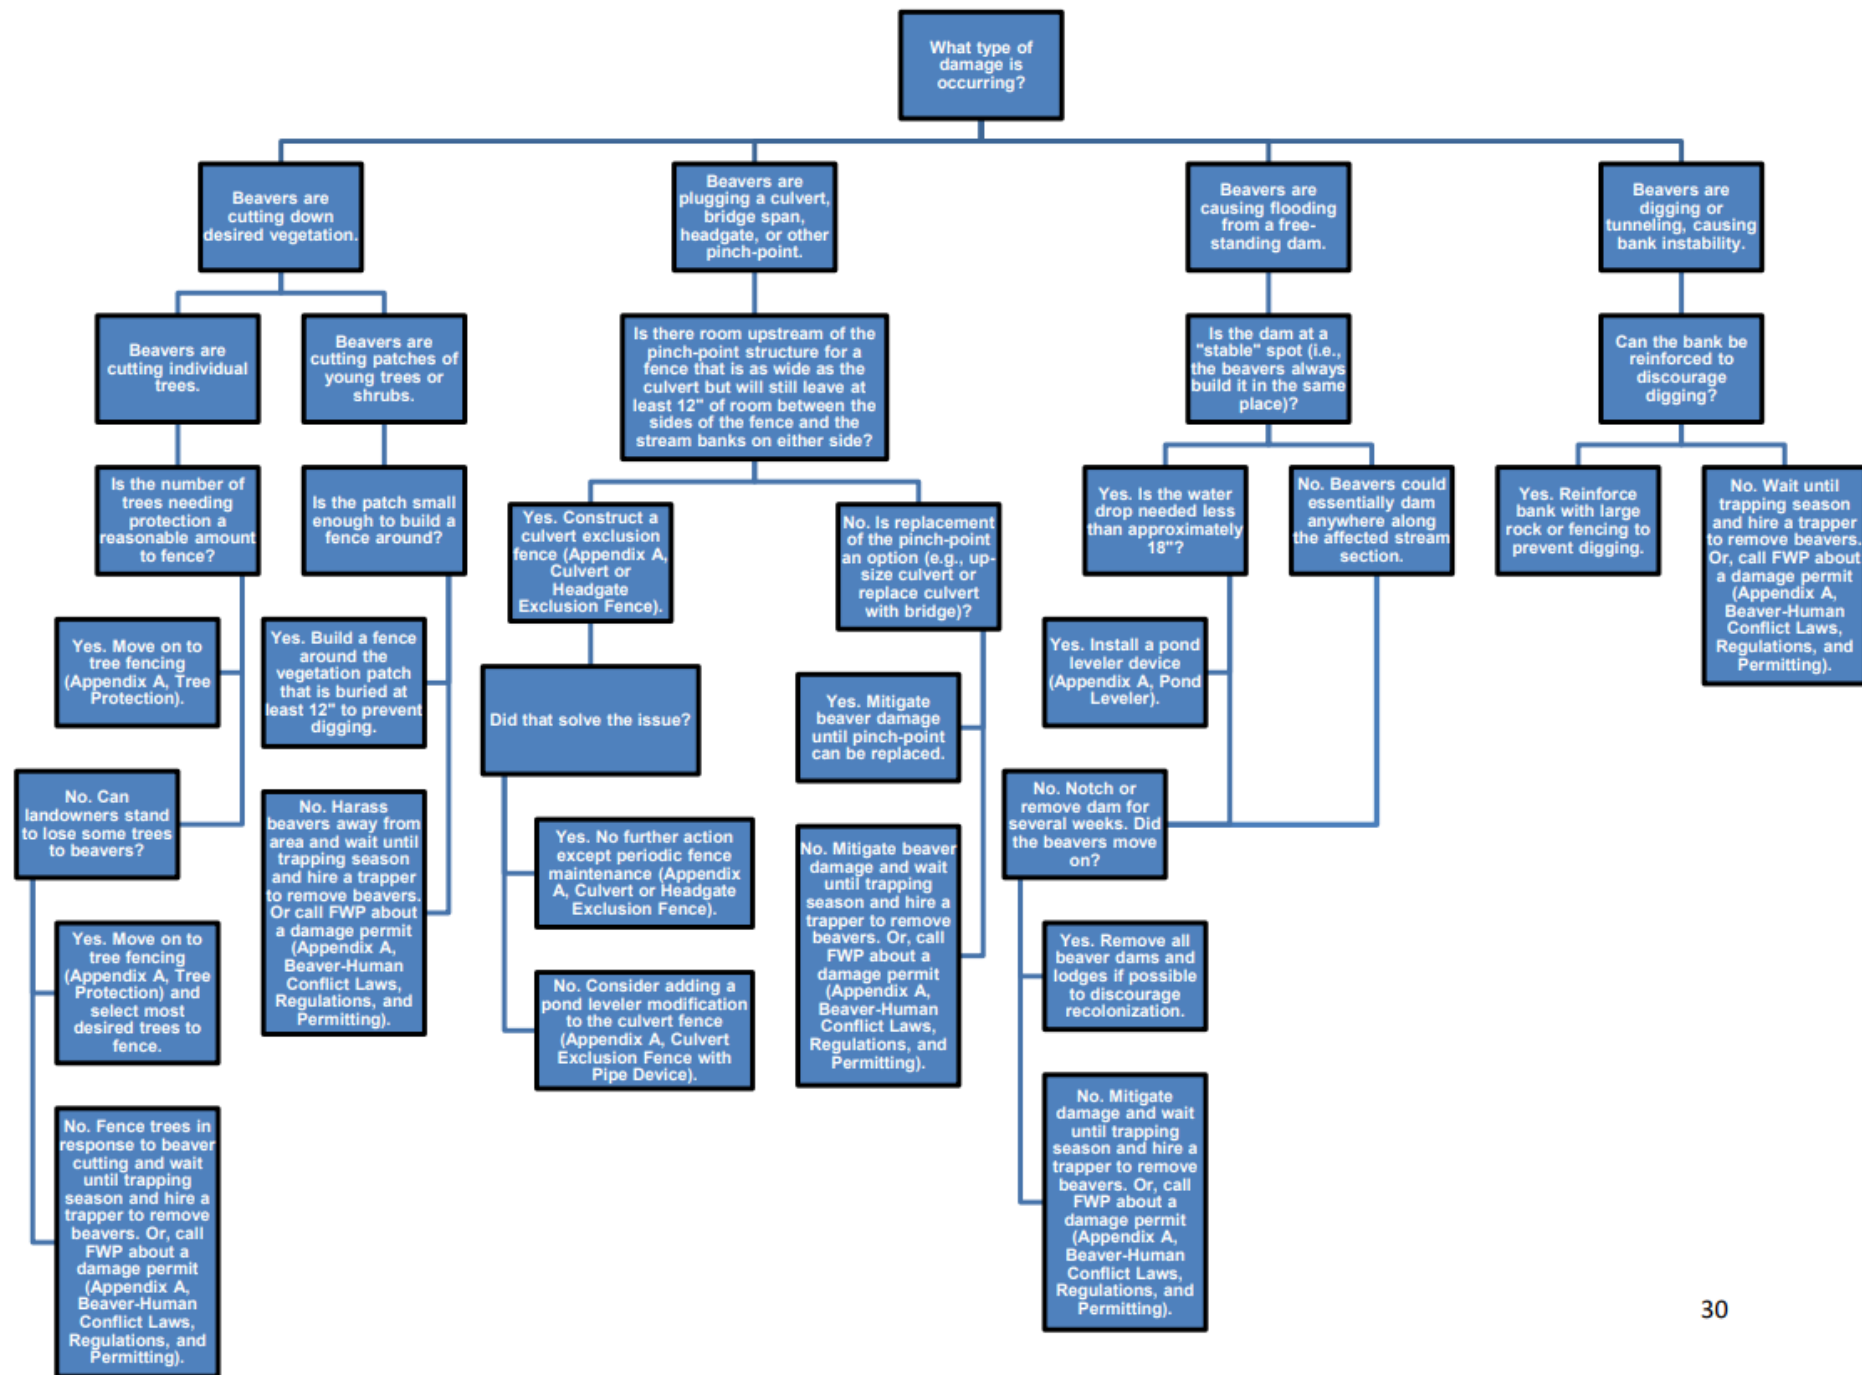 What type of
damage is
occurring?
Beavers are
cutting down
desired vegetation.
Beavers are
plugging a culvert,
bridge span,
headgate, or other
pinch-point.
Beavers are
causing flooding
from a free-
standing dam.
Beavers are
digging or
tunneling, causing
bank instability.
Beavers are
cutting individual
trees.
Beavers are
cutting patches of
young trees or
shrubs.
Is there room upstream of the
pinch-point structure for a
fence that is as wide as the
culvert but will still leave at
least 12" of room between the
sides of the fence and the
stream banks on either side?
Is the dam at a
"stable" spot (i.e.,
the beavers always
build it in the same
place)?
Can the bank be
reinforced to
discourage
digging?
Is the number of
trees needing
protection a
reasonable amount
to fence?
Is the patch small
enough to build a
fence around?
Yes. Construct a
culvert exclusion
fence (Appendix A,
Culvert or
Headgate
Exclusion Fence).
No. Is replacement
of the pinch-point
an option (e.g., up-
size culvert or
replace culvert
with bridge)?
Yes. Is the water
drop needed less
than approximately
18"?
No. Beavers could
essentially dam
anywhere along
the affected stream
section.
Yes. Reinforce
bank with large
rock or fencing to
prevent digging.
No. Wait until
trapping season
and hire a trapper
to remove beavers.
Or, call FWP about
a damage permit
(Appendix A,
Beaver-Human
Conflict Laws,
Regulations, and
Permitting).
Yes. Move on to
tree fencing
(Appendix A, Tree
Protection).
Yes. Build a fence
around the
vegetation patch
that is buried at
least 12" to prevent
digging.
Did that solve the issue?
Yes. Mitigate
beaver damage
until pinch-point
can be replaced.
Yes. Install a pond
leveler device
(Appendix A, Pond
Leveler).
No. Can
landowners stand
to lose some trees
to beavers?
No. Harass
beavers away from
area and wait until
trapping season
and hire a trapper
to remove beavers.
Or call FWP about
a damage permit
(Appendix A,
Beaver-Human
Conflict Laws,
Regulations, and
Permitting).
Yes. No further action
except periodic fence
maintenance (Appendix
A, Culvert or Headgate
Exclusion Fence).
No. Mitigate beaver
damage and wait
until trapping
season and hire a
trapper to remove
beavers. Or, call
FWP about a
damage permit
(Appendix A,
Beaver-Human
Conflict Laws,
Regulations, and
Permitting).
No. Notch or
remove dam for
several weeks. Did
the beavers move
on?
Yes. Move on to
tree fencing
(Appendix A, Tree
Protection) and
select most
desired trees to
fence.
No. Consider adding a
pond leveler modification
to the culvert fence
(Appendix A, Culvert
Exclusion Fence with
Pipe Device).
Yes. Remove all
beaver dams and
lodges if possible
to discourage
recolonization.
No. Fence trees in
response to beaver
cutting and wait
until trapping
season and hire a
trapper to remove
beavers. Or, call
FWP about a
damage permit
(Appendix A,
Beaver-Human
Conflict Laws,
Regulations, and
Permitting).
No. Mitigate
damage and wait
until trapping
season and hire a
trapper to remove
beavers. Or, call
FWP about a
damage permit
(Appendix A,
Beaver-Human
Conflict Laws,
Regulations, and
Permitting).
30